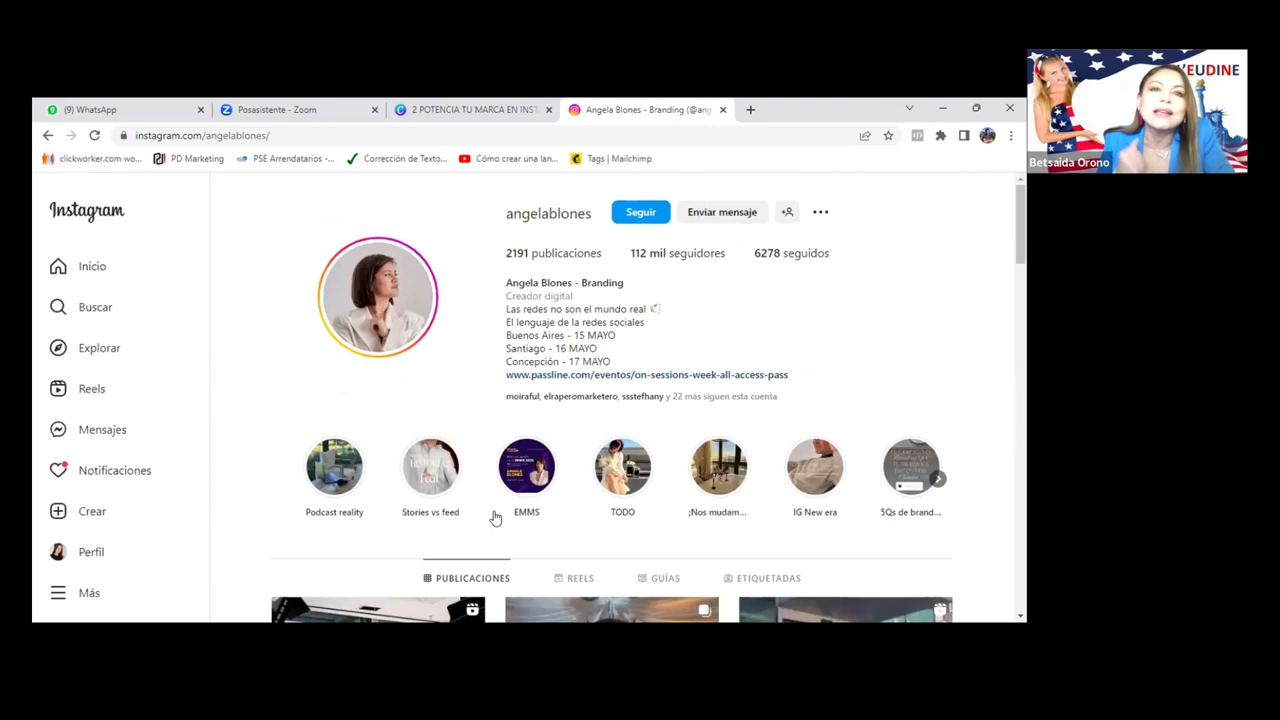 (9) WhatsApp
Posasistente - Zoom
2 POTENCIA TU MARCA EN INST
Angela Blones - Branding (@ang
instagram.com/angelablones/
clickworker.com wo...
PD Marketing
PSE Arrendatarios -...
Corrección de Texto...
Cómo crear una lan...
Tags | Mailchimp
EUDINE
Betsaida Orono
Instagram
Inicio
Buscar
Explorar
Reels
Mensajes
Notificaciones
Crear
Perfil
Más
angelablones
Seguir
Enviar mensaje
2191 publicaciones
112 mil seguidores
6278 seguidos
Angela Blones - Branding
Creador digital
Las redes no son el mundo real
El lenguaje de la redes sociales
Buenos Aires - 15 MAYO
Santiago - 16 MAYO
Concepción - 17 MAYO
www.passline.com/eventos/on-sessions-week-all-access-pass
moiraful, elraperomarketero, ssstefhany y 22 más siguen esta cuenta
Podcast reality
Stories vs feed
EMMS
TODO
¡Nos mudam...
IG New era
5Qs de brand...
PUBLICACIONES
REELS
GUÍAS
ETIQUETADAS